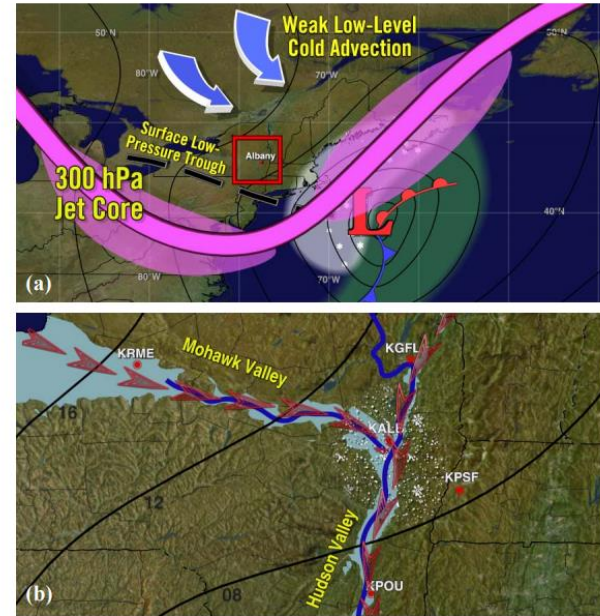 50°N
80°W
70°W
Weak Low-Level
Cold Advection
Surface Low-
Pressure Trough
Albany
300 hPa
Jet Core
L
40°N
80°W
70°W
(a)
KRME
Mohawk Valley
KGFL
16
KALB
KPSF
12
Hudson Valley
08
KPOU
(b)